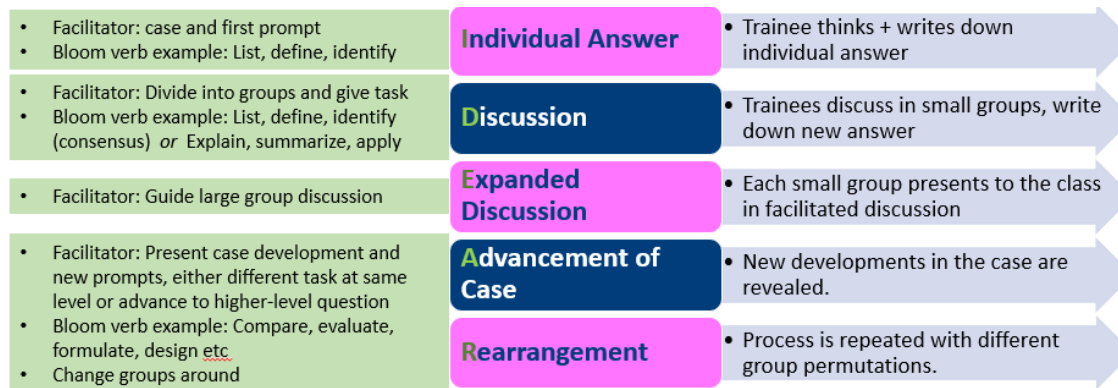 • Facilitator: case and first prompt
• Bloom verb example: List, define, identify
Individual Answer
• Trainee thinks + writes down
individual answer
• Facilitator: Divide into groups and give task
• Bloom verb example: List, define, identify
(consensus) or Explain, summarize, apply
Discussion
• Trainees discuss in small groups, write
down new answer
• Facilitator: Guide large group discussion
Expanded
Discussion
• Each small group presents to the class
in facilitated discussion
• Facilitator: Present case development and
new prompts, either different task at same
level or advance to higher-level question
• Bloom verb example: Compare, evaluate,
formulate, design etc
• Change groups around
Advancement of
Case
• New developments in the case are
revealed.
Rearrangement
• Process is repeated with different
group permutations.